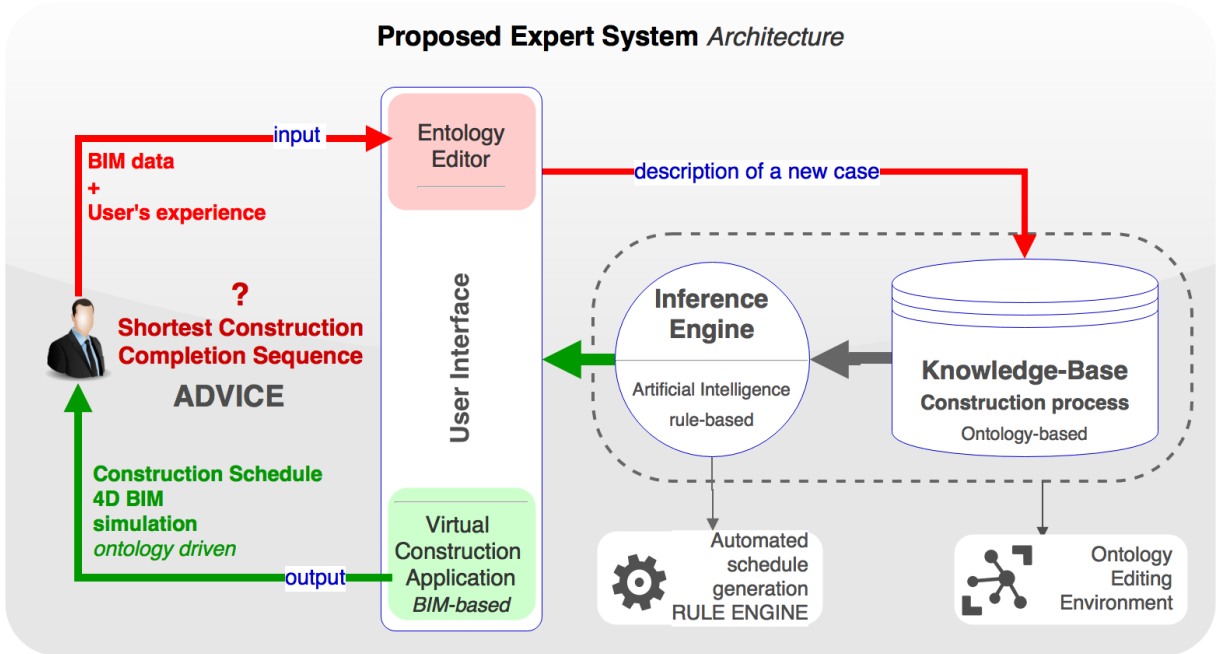 Proposed Expert System Architecture
input
BIM data
+
User's experience
Entology
Editor
description of a new case
?
Shortest Construction
Completion Sequence
ADVICE
User Interface
Inference
Engine
Artificial Intelligence
rule-based
Knowledge-Base
Construction process
Ontology-based
Construction Schedule
4D BIM
simulation
ontology driven
output
Virtual
Construction
Application
BIM-based
Automated
schedule
generation
RULE ENGINE
Ontology
Editing
Environment